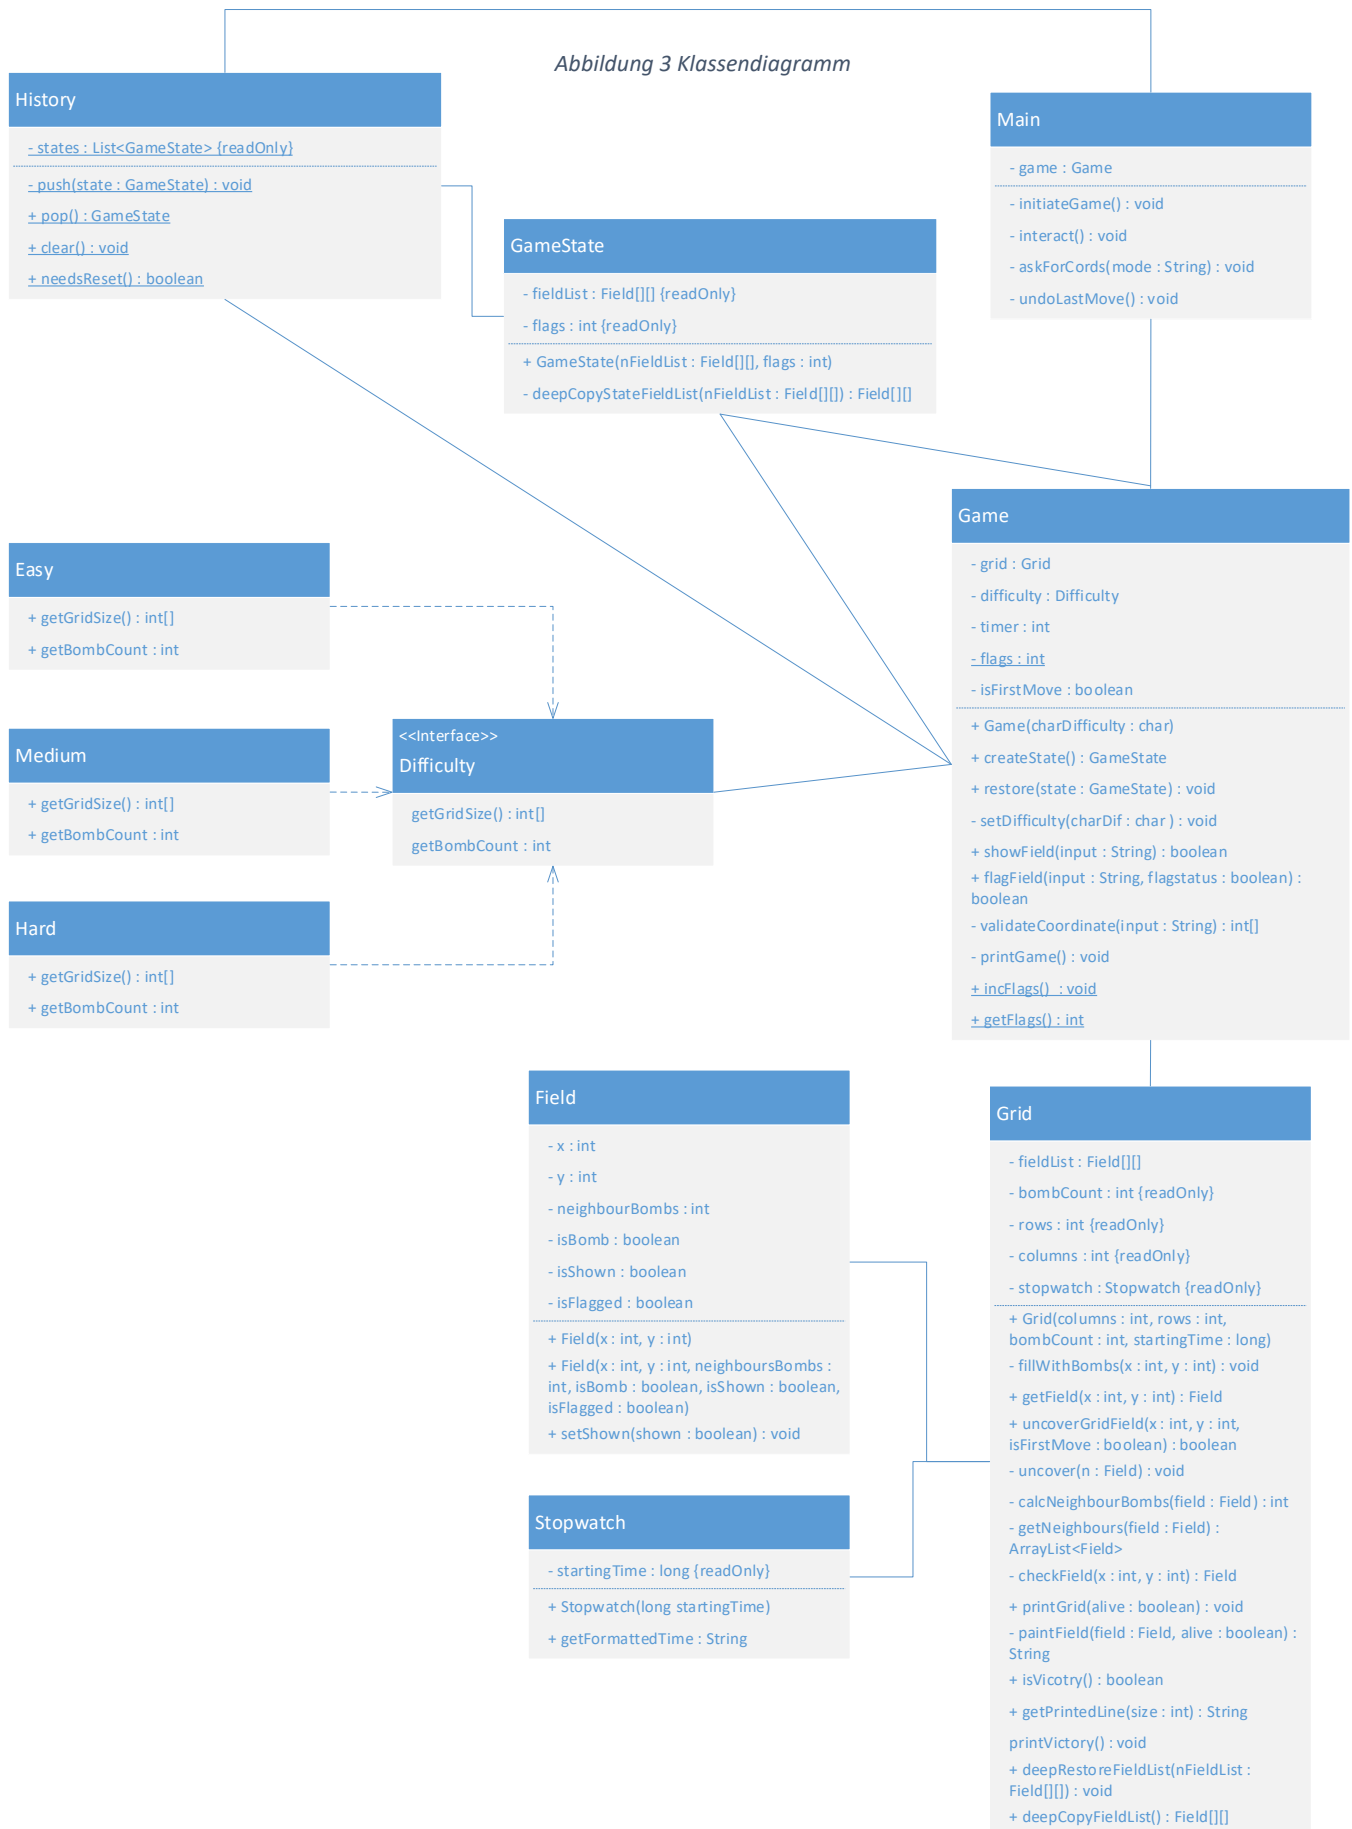 Abbildung 3 Klassendiagramm
History
- states : List<GameState> {readOnly}
- push(state : GameState) : void
+ pop() : GameState
+ clear() : void
+ needsReset() : boolean
Main
- game : Game
- initiateGame() : void
- interact() : void
- askForCords(mode : String) : void
- undoLastMove() : void
GameState
- fieldList : Field[][] {readOnly}
- flags : int {readOnly}
+ GameState(nFieldList : Field[][], flags : int)
- deepCopyStateFieldList(nFieldList : Field[][]) : Field[][]
Game
- grid : Grid
- difficulty : Difficulty
- timer : int
- flags : int
- isFirstMove : boolean
+ Game(charDifficulty : char)
+ createState() : GameState
+ restore(state : GameState) : void
- setDifficulty(charDif : char ) : void
+ showField(input : String) : boolean
+ flagField(input : String, flagstatus : boolean) :
boolean
- validateCoordinate(input : String) : int[]
- printGame() : void
+ incFlags()  : void
+ getFlags() : int
Easy
+ getGridSize() : int[]
+ getBombCount : int
Medium
+ getGridSize() : int[]
+ getBombCount : int
<<Interface>>
Difficulty
getGridSize() : int[]
getBombCount : int
Hard
+ getGridSize() : int[]
+ getBombCount : int
Field
- x : int
- y : int
- neighbourBombs : int
- isBomb : boolean
- isShown : boolean
- isFlagged : boolean
+ Field(x : int, y : int)
+ Field(x : int, y : int, neighboursBombs :
int, isBomb : boolean, isShown : boolean,
isFlagged : boolean)
+ setShown(shown : boolean) : void
Stopwatch
- startingTime : long {readOnly}
+ Stopwatch(long startingTime)
+ getFormattedTime : String
Grid
- fieldList : Field[][]
- bombCount : int {readOnly}
- rows : int {readOnly}
- columns : int {readOnly}
- stopwatch : Stopwatch {readOnly}
+ Grid(columns : int, rows : int,
bombCount : int, startingTime : long)
- fillWithBombs(x : int, y : int) : void
+ getField(x : int, y : int) : Field
+ uncoverGridField(x : int, y : int,
isFirstMove : boolean) : boolean
- uncover(n : Field) : void
- calcNeighbourBombs(field : Field) : int
- getNeighbours(field : Field) :
ArrayList<Field>
- checkField(x : int, y : int) : Field
+ printGrid(alive : boolean) : void
- paintField(field : Field, alive : boolean) :
String
+ isVicotry() : boolean
+ getPrintedLine(size : int) : String
printVictory() : void
+ deepRestoreFieldList(nFieldList :
Field[][]) : void
+ deepCopyFieldList() : Field[][]